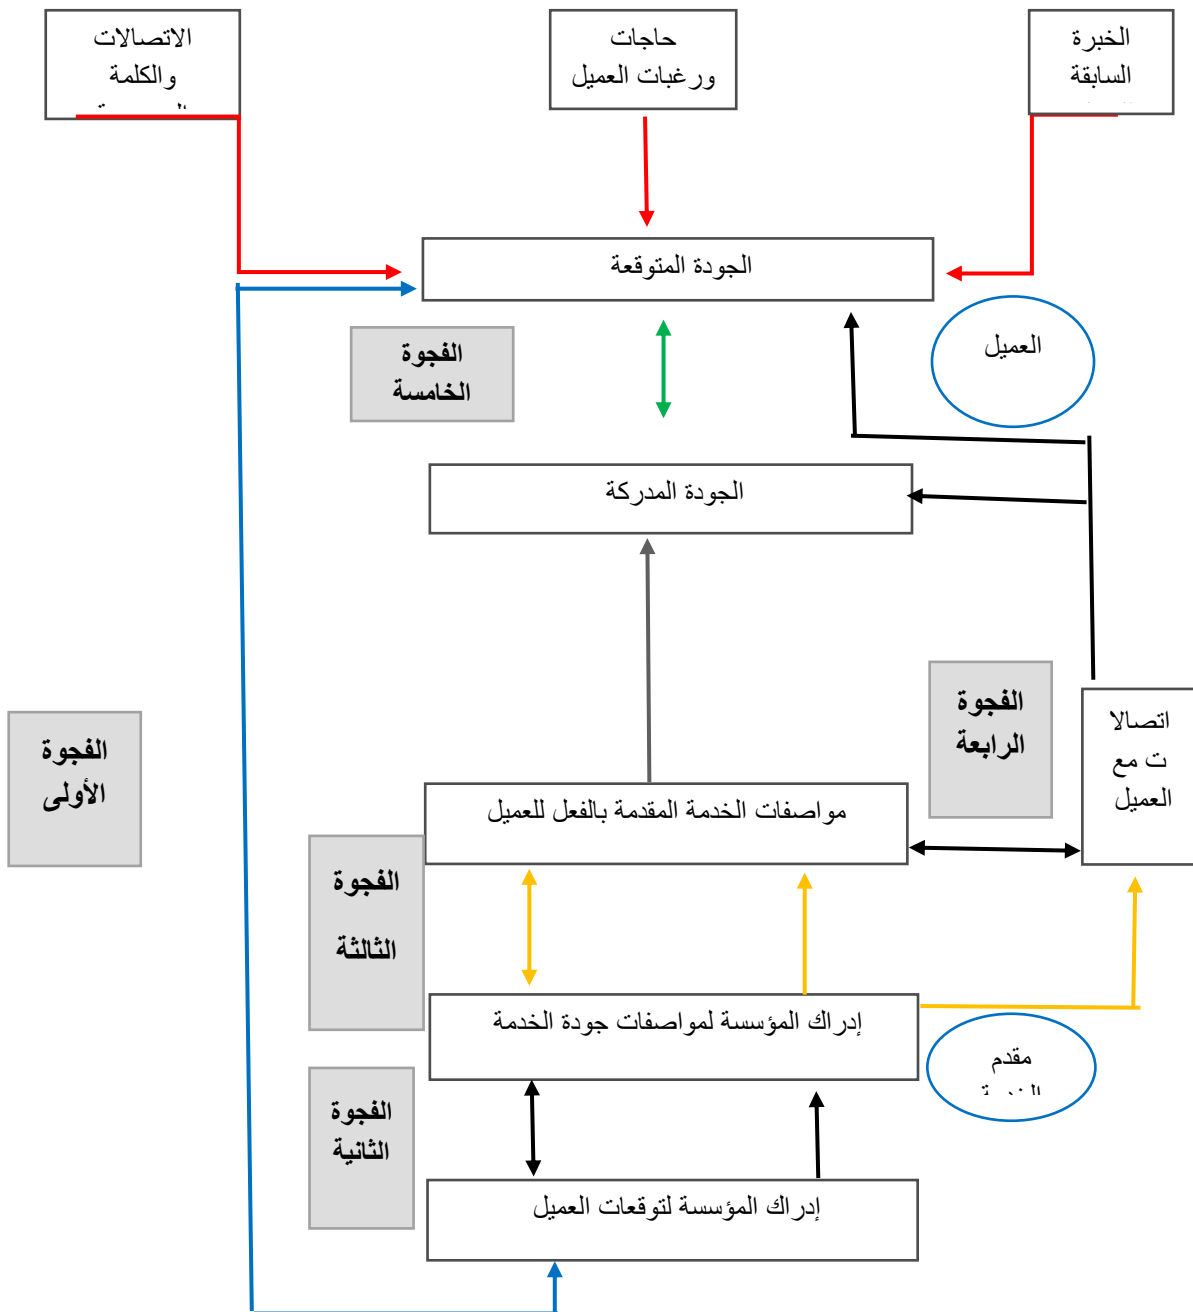 الخبرة
السابقة
حاجات
ورغبات العميل
الاتصالات
والكلمة
الجودة المتوقعة
العميل
الفجوة
الخامسة
الجودة المدركة
الفجوة
الرابعة
اتصالا
ت مع
العميل
الفجوة
الأولى
مواصفات الخدمة المقدمة بالفعل للعميل
الفجوة
الثالثة
إدراك المؤسسة لمواصفات جودة الخدمة
مقدم
الفجوة
الثانية
إدراك المؤسسة لتوقعات العميل